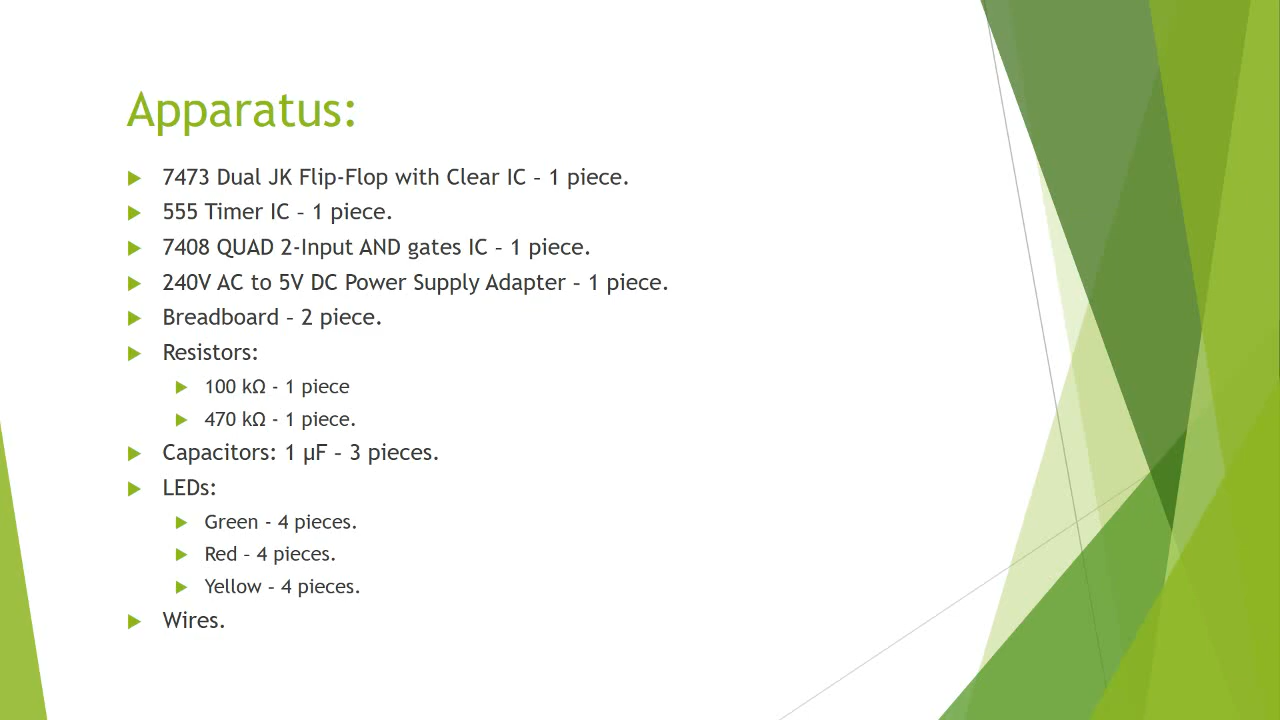 Apparatus:
7473 Dual JK Flip-Flop with Clear IC – 1 piece.
555 Timer IC – 1 piece.
7408 QUAD 2-Input AND gates IC – 1 piece.
240V AC to 5V DC Power Supply Adapter – 1 piece.
Breadboard – 2 piece.
Resistors:
100 kΩ - 1 piece
470 kΩ - 1 piece.
Capacitors: 1 µF – 3 pieces.
LEDs:
Green - 4 pieces.
Red – 4 pieces.
Yellow – 4 pieces.
Wires.